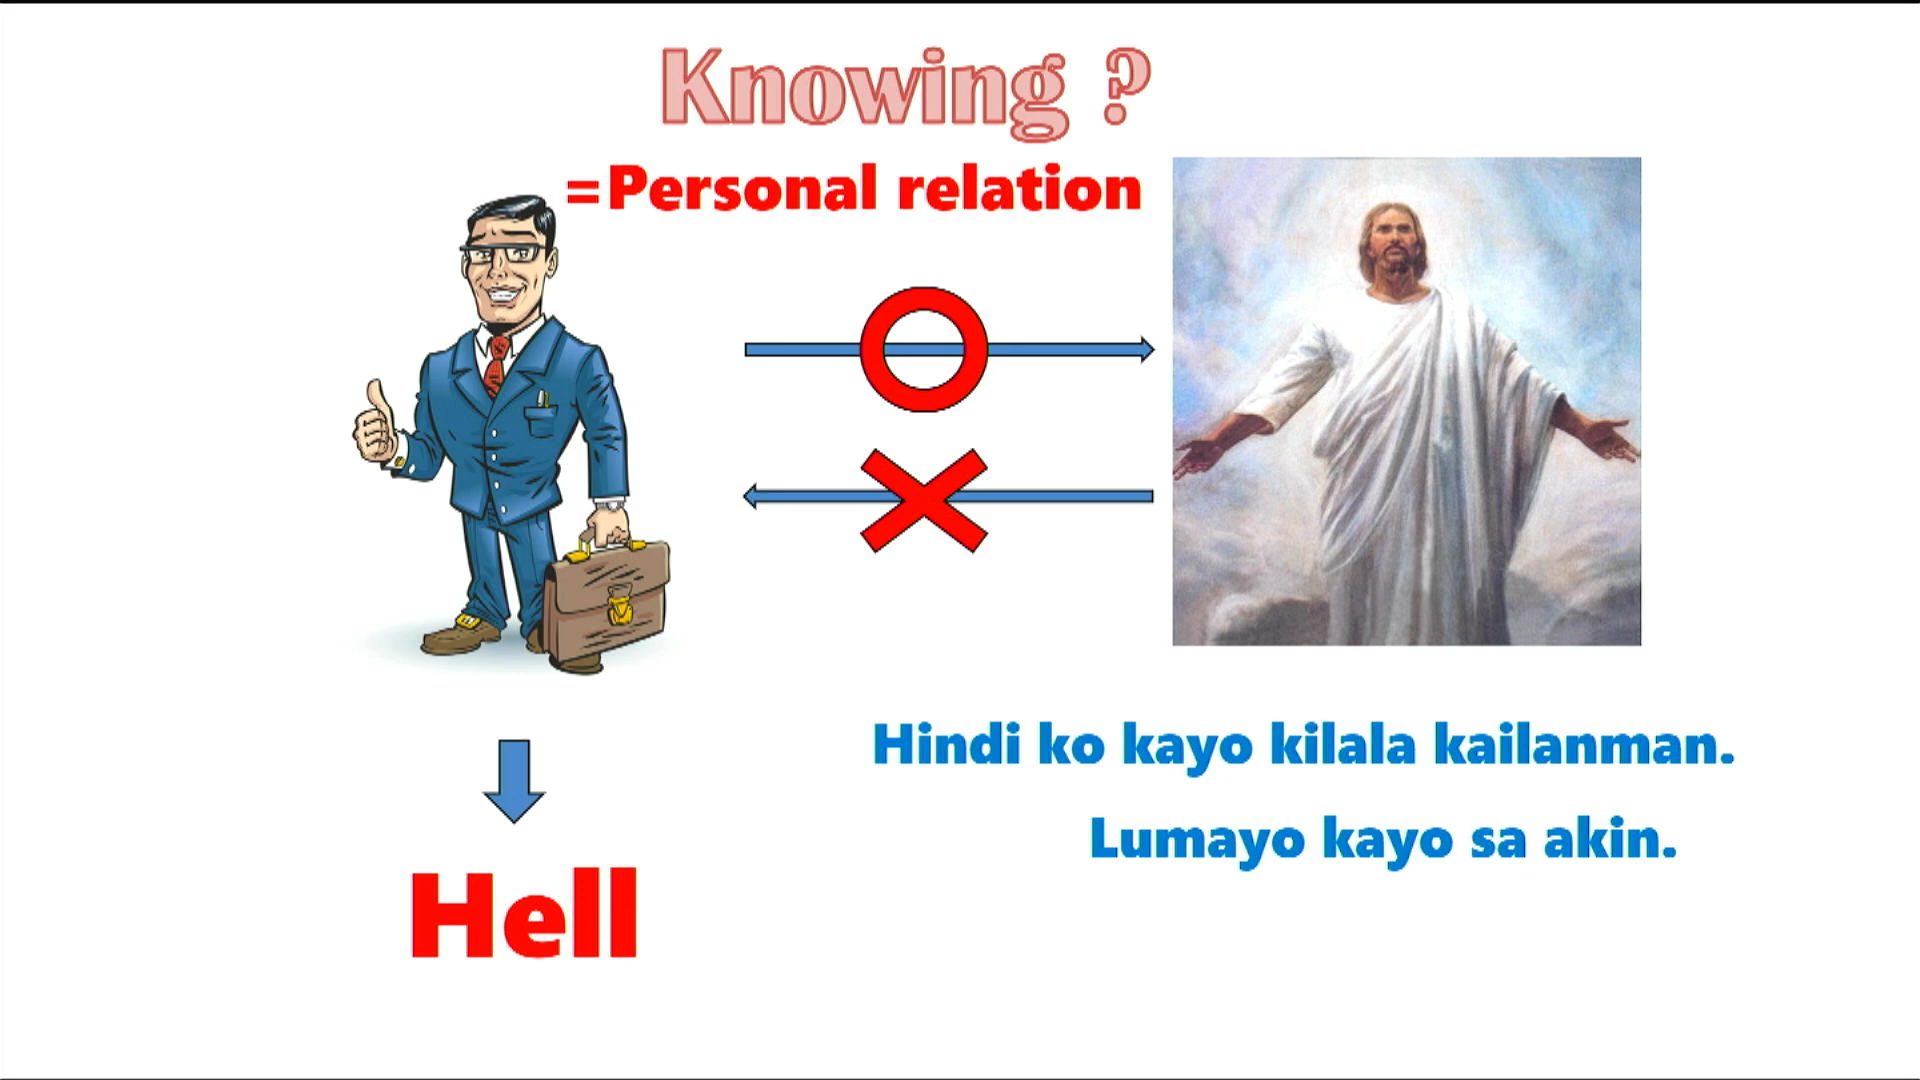 Knowing ?
=Personal relation
Hindi ko kayo kilala kailanman.
Lumayo kayo sa akin.
Hell